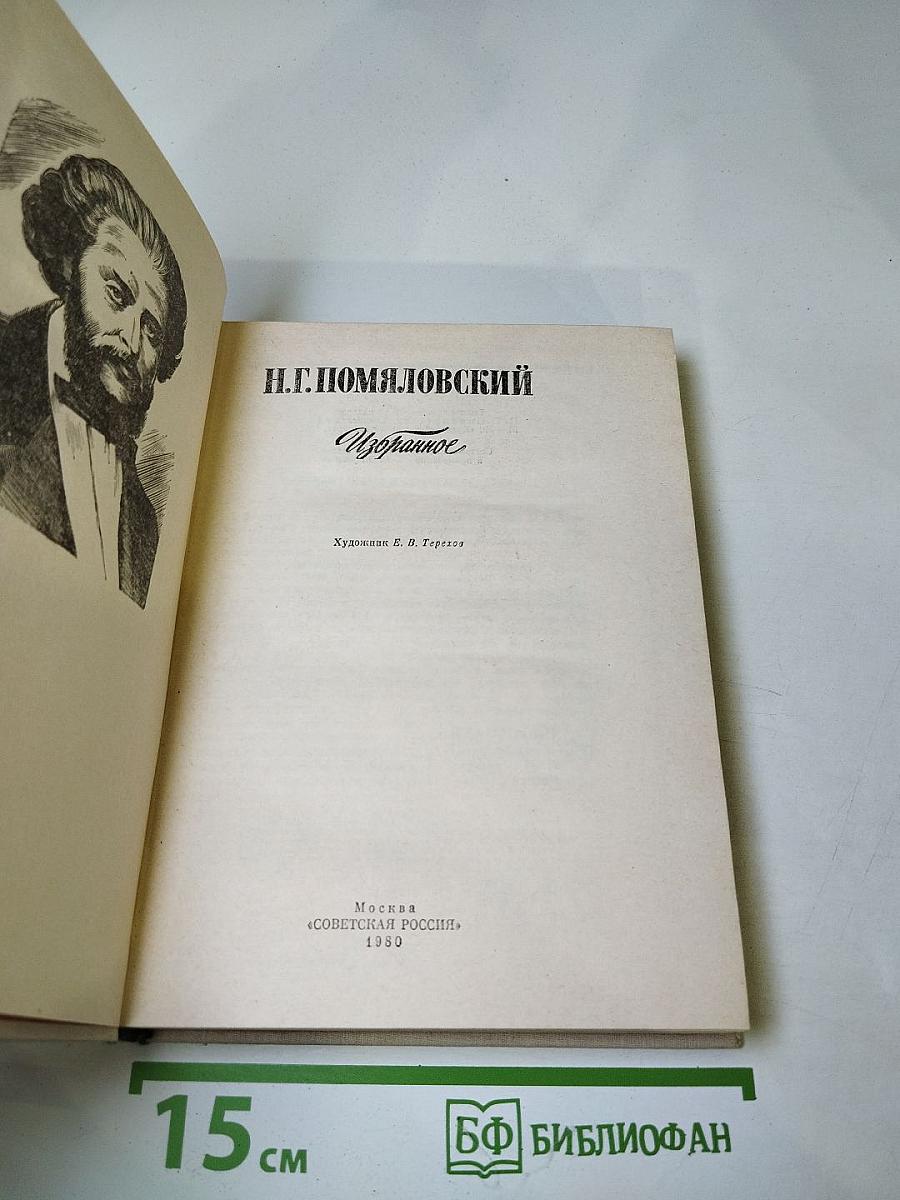 Н.Г.ПОМЯЛОВСКИЙ
Избранное
Художник Е. В. Терехов
Москва
«СОВЕТСКАЯ РОССИЯ»
1980
15 см
БФ БИБЛИОФАН